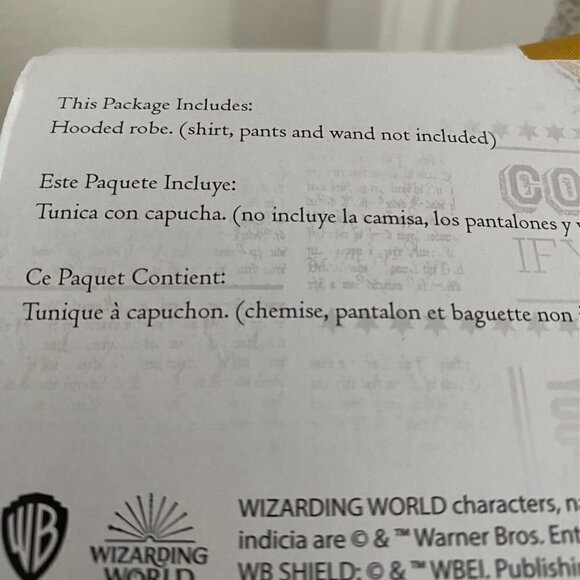 This Package Includes:
Hooded robe. (shirt, pants and wand not included)
Este Paquete Incluye:
Tunica con capucha. (no incluye la camisa, los pantalones y
Ce Paquet Contient:
Tunique à capuchon. (chemise, pantalon et baguette non
WB
WIZARDING
WORLD
WIZARDING WORLD characters,
indicia are © & ™ Warner Bros. Ent
WB SHIELD: © & ™ WBEI. Publishin